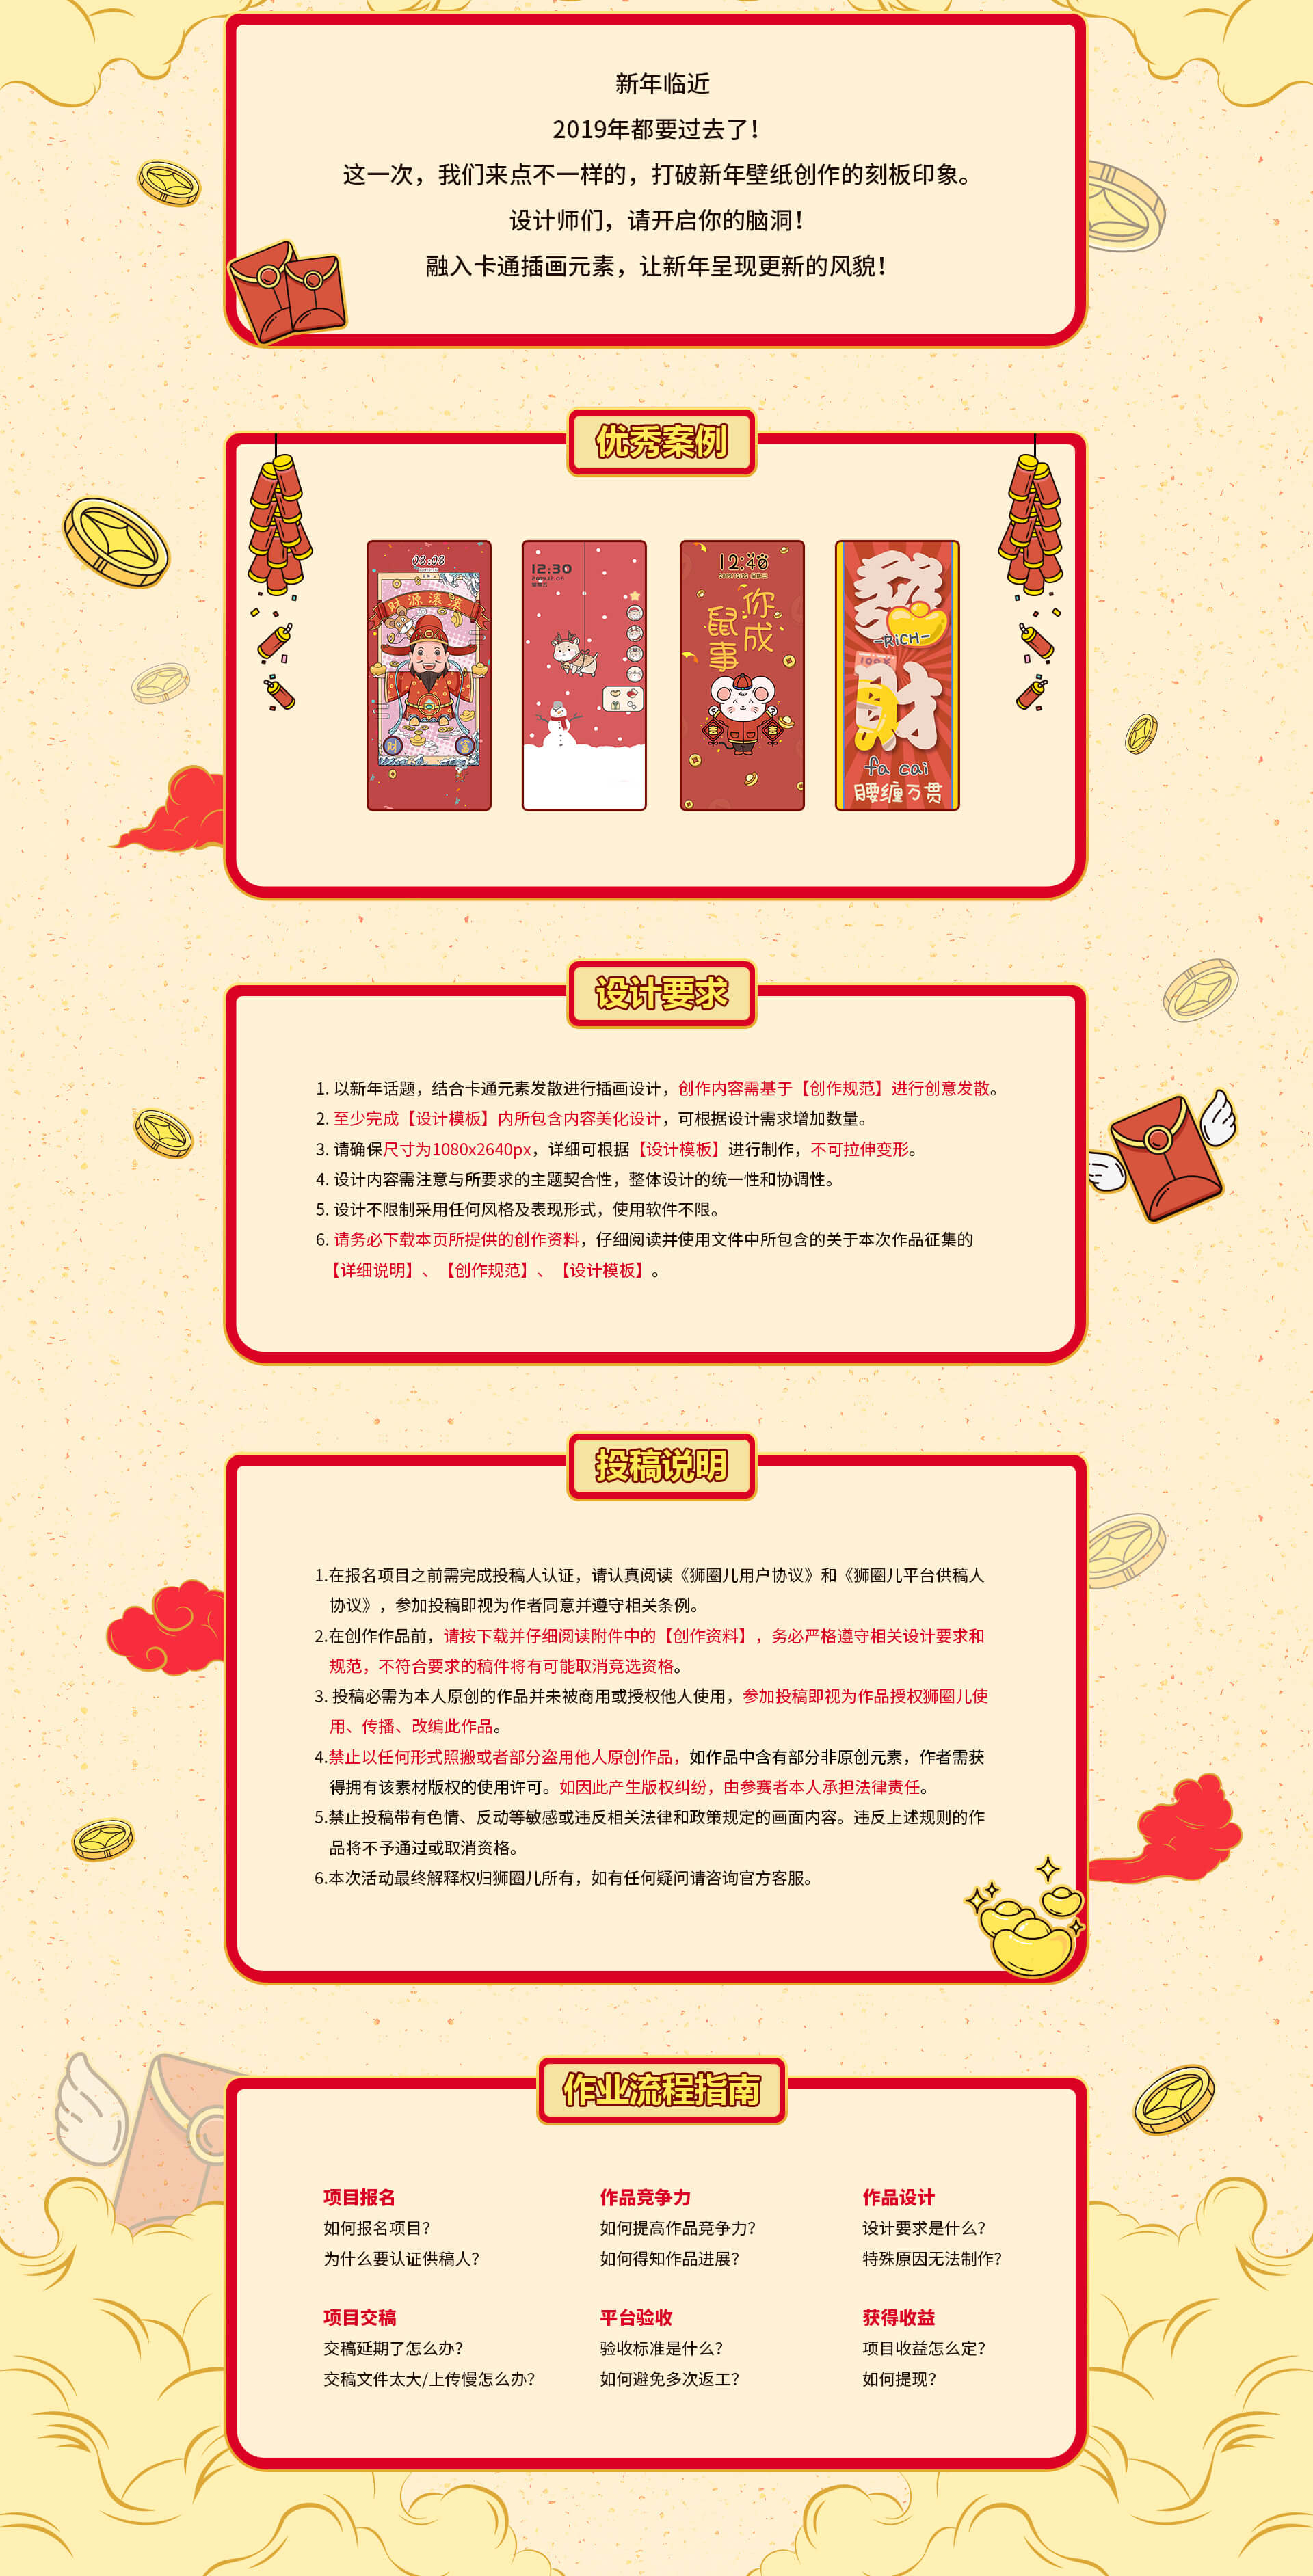 新年临近
2019年都要过去了!
这一次，我们来点不一样的，打破新年壁纸创作的刻板印象。
设计师们，请开启你的脑洞!
融入卡通插画元素，让新年呈现更新的风貌!
优秀案例
08:08
财源滚滚
财
富
12:30
12:40
你成
鼠事
發
-RiCH-
财
fa cai
腰缠万贯
设计要求
1. 以新年话题，结合卡通元素发散进行插画设计，创作内容需基于【创作规范】进行创意发散。
2. 至少完成【设计模板】内所包含内容美化设计，可根据设计需求增加数量。
3. 请确保尺寸为1080x2640px，详细可根据【设计模板】进行制作，不可拉伸变形。
4. 设计内容需注意与所要求的主题契合性，整体设计的统一性和协调性。
5. 设计不限制采用任何风格及表现形式，使用软件不限。
6. 请务必下载本页所提供的创作资料，仔细阅读并使用文件中所包含的关于本次作品征集的
【详细说明】、【创作规范】、【设计模板】。
投稿说明
1.在报名项目之前需完成投稿人认证，请认真阅读《狮圈儿用户协议》和《狮圈儿平台供稿人
协议》，参加投稿即视为作者同意并遵守相关条例。
2.在创作作品前，请按下载并仔细阅读附件中的【创作资料】，务必严格遵守相关设计要求和
规范，不符合要求的稿件将有可能取消竞选资格。
3. 投稿必需为本人原创的作品并未被商用或授权他人使用，参加投稿即视为作品授权狮圈儿使
用、传播、改编此作品。
4.禁止以任何形式照搬或者部分盗用他人原创作品，如作品中含有部分非原创元素，作者需获
得拥有该素材版权的使用许可。如因此产生版权纠纷，由参赛者本人承担法律责任。
5.禁止投稿带有色情、反动等敏感或违反相关法律和政策规定的画面内容。违反上述规则的作
品将不予通过或取消资格。
6.本次活动最终解释权归狮圈儿所有，如有任何疑问请咨询官方客服。
作业流程指南
项目报名
如何报名项目?
为什么要认证供稿人?
作品竞争力
如何提高作品竞争力?
如何得知作品进展?
作品设计
设计要求是什么?
特殊原因无法制作?
项目交稿
交稿延期了怎么办?
交稿文件太大/上传慢怎么办?
平台验收
验收标准是什么?
如何避免多次返工?
获得收益
项目收益怎么定?
如何提现?